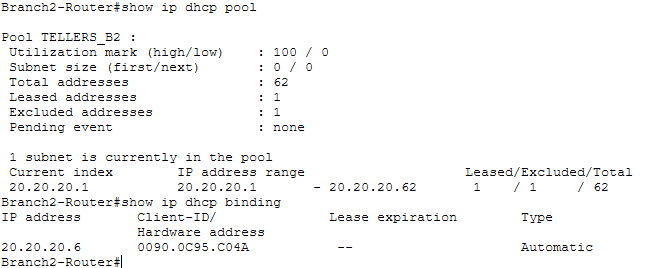 Branch2-Router#show ip dhcp pool
Pool TELLERS_B2 :
Utilization mark (high/low) : 100 / 0
Subnet size (first/next) : 0 / 0
Total addresses : 62
Leased addresses : 1
Excluded addresses : 1
Pending event : none
1 subnet is currently in the pool
Current index IP address range Leased/Excluded/Total
20.20.20.1 20.20.20.1 - 20.20.20.62 1 / 1 / 62
Branch2-Router#show ip dhcp binding
IP address Client-ID/ Lease expiration Type
Hardware address
20.20.20.6 0090.0C95.C04A -- Automatic
Branch2-Router#